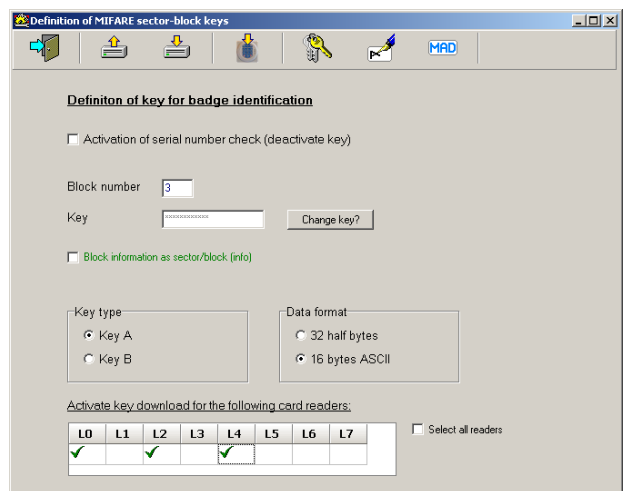 Definition of MIFARE sector-block keys
MAD
Definiton of key for badge identification
Activation of serial number check (deactivate key)
Block number 3
Key ************ Change key?
Block information as sector/block (info)
Key type Data format
Key A 32 half bytes
Key B 16 bytes ASCII
Activate key download for the following card readers:
L0 L1 L2 L3 L4 L5 L6 L7 Select all readers